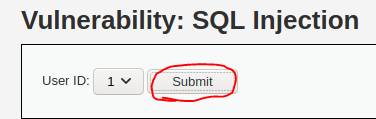 Vulnerability: SQL Injection
User ID: 1 Submit